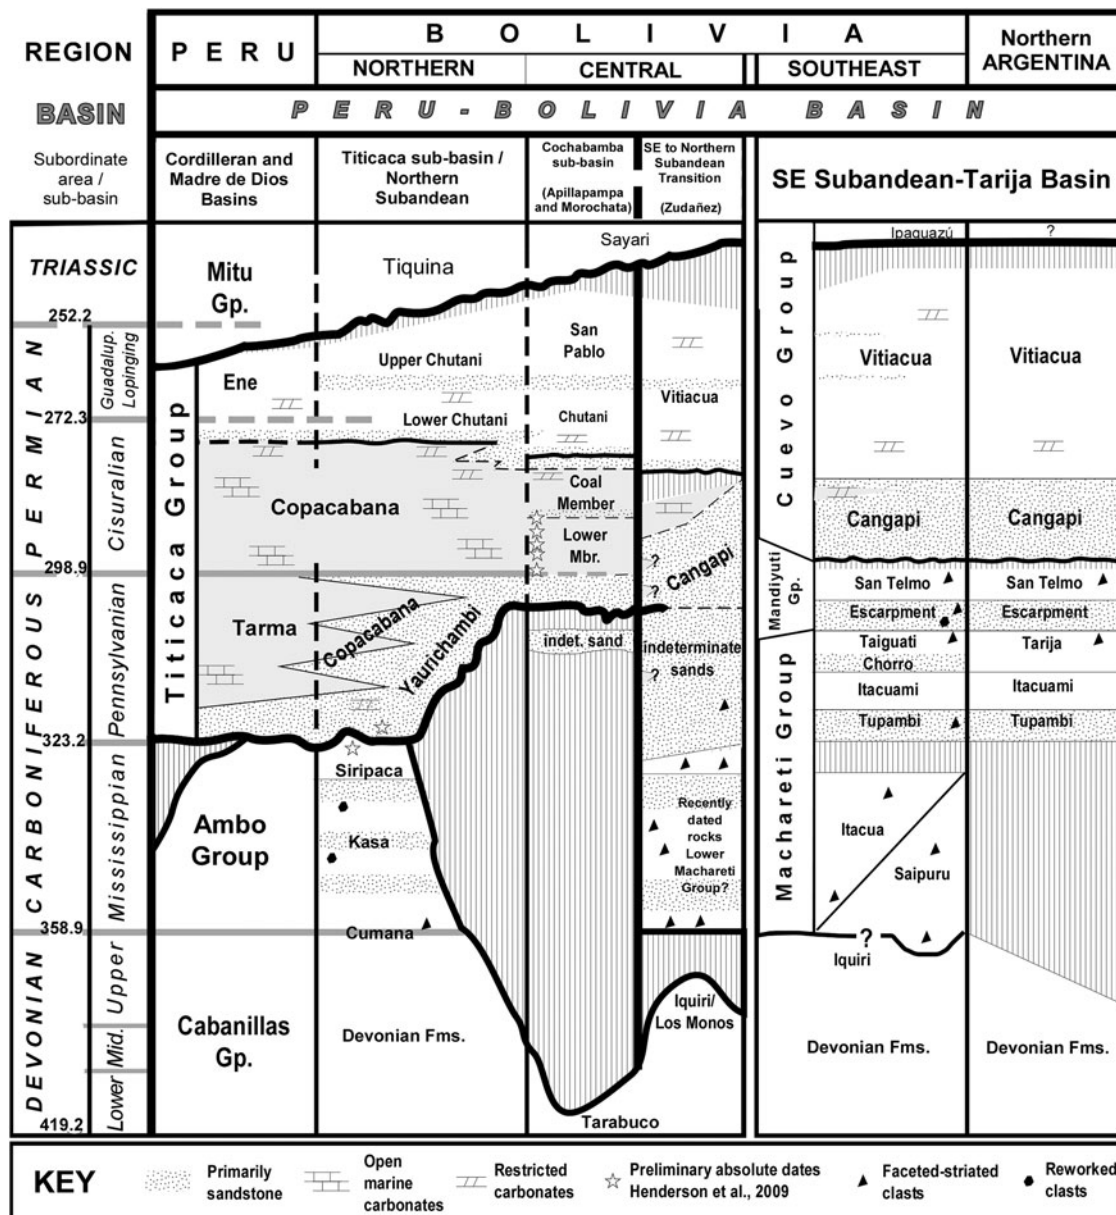 REGION
P E R U
B O L I V I A
Northern
ARGENTINA
NORTHERN
CENTRAL
SOUTHEAST
BASIN
P E R U - B O L I V I A B A S I N
Subordinate
area /
sub-basin
Cordilleran and
Madre de Dios
Basins
Titicaca sub-basin /
Northern
Subandean
Cochabamba
sub-basin
(Apillapampa
and Morochata)
SE to Northern
Subandean
Transition
(Zudañez)
SE Subandean-Tarija Basin
TRIASSIC
252.2
PERMIAN
Guadalup.
Lopinging
272.3
Cisuralian
298.9
CARBONIFEROUS
Pennsylvanian
323.2
Mississippian
358.9
DEVONIAN
Upper
Mid.
Lower
419.2
Mitu
Gp.
Ene
Titicaca Group
Tarma
Ambo
Group
Cabanillas
Gp.
Tiquina
Upper Chutani
Lower Chutani
Copacabana
Copacabana
Yaurichambi
Siripaca
Kasa
Cumana
Devonian Fms.
Sayari
San
Pablo
Chutani
Coal
Member
Lower
Mbr.
indet. sand
Tarabuco
Vitiacua
?
Cangapi
?
indeterminate
sands
?
Recently
dated
rocks
Lower
Machareti
Group?
Iquiri/
Los Monos
Cuevo Group
Mandiyuti
Gp.
Machareti Group
Ipaguazú
Vitiacua
Cangapi
San Telmo
Escarpment
Taiguati
Chorro
Itacuami
Tupambi
Itacua
Saipuru
?
Iquiri
Devonian Fms.
?
Vitiacua
Cangapi
San Telmo
Escarpment
Tarija
Itacuami
Tupambi
Devonian Fms.
KEY
Primarily
sandstone
Open
marine
carbonates
Restricted
carbonates
Preliminary absolute dates
Henderson et al., 2009
Faceted-striated
clasts
Reworked
clasts